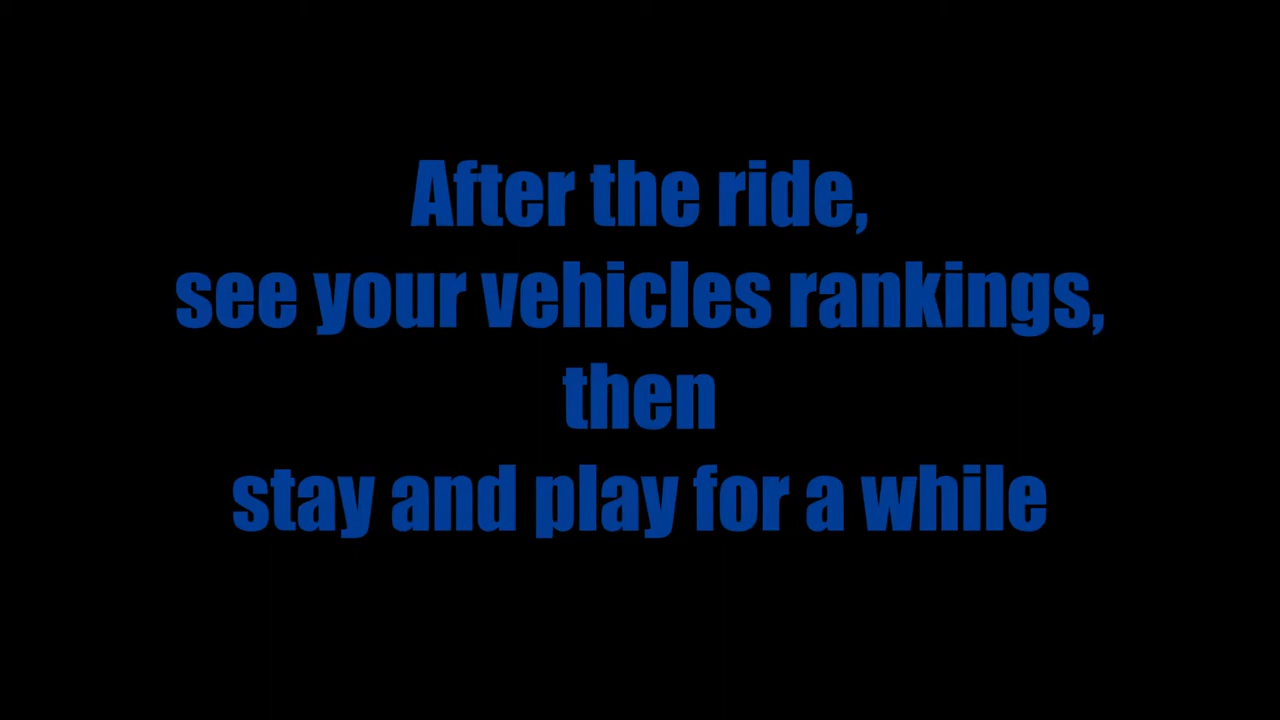 After the ride,
see your vehicles rankings,
then
stay and play for a while